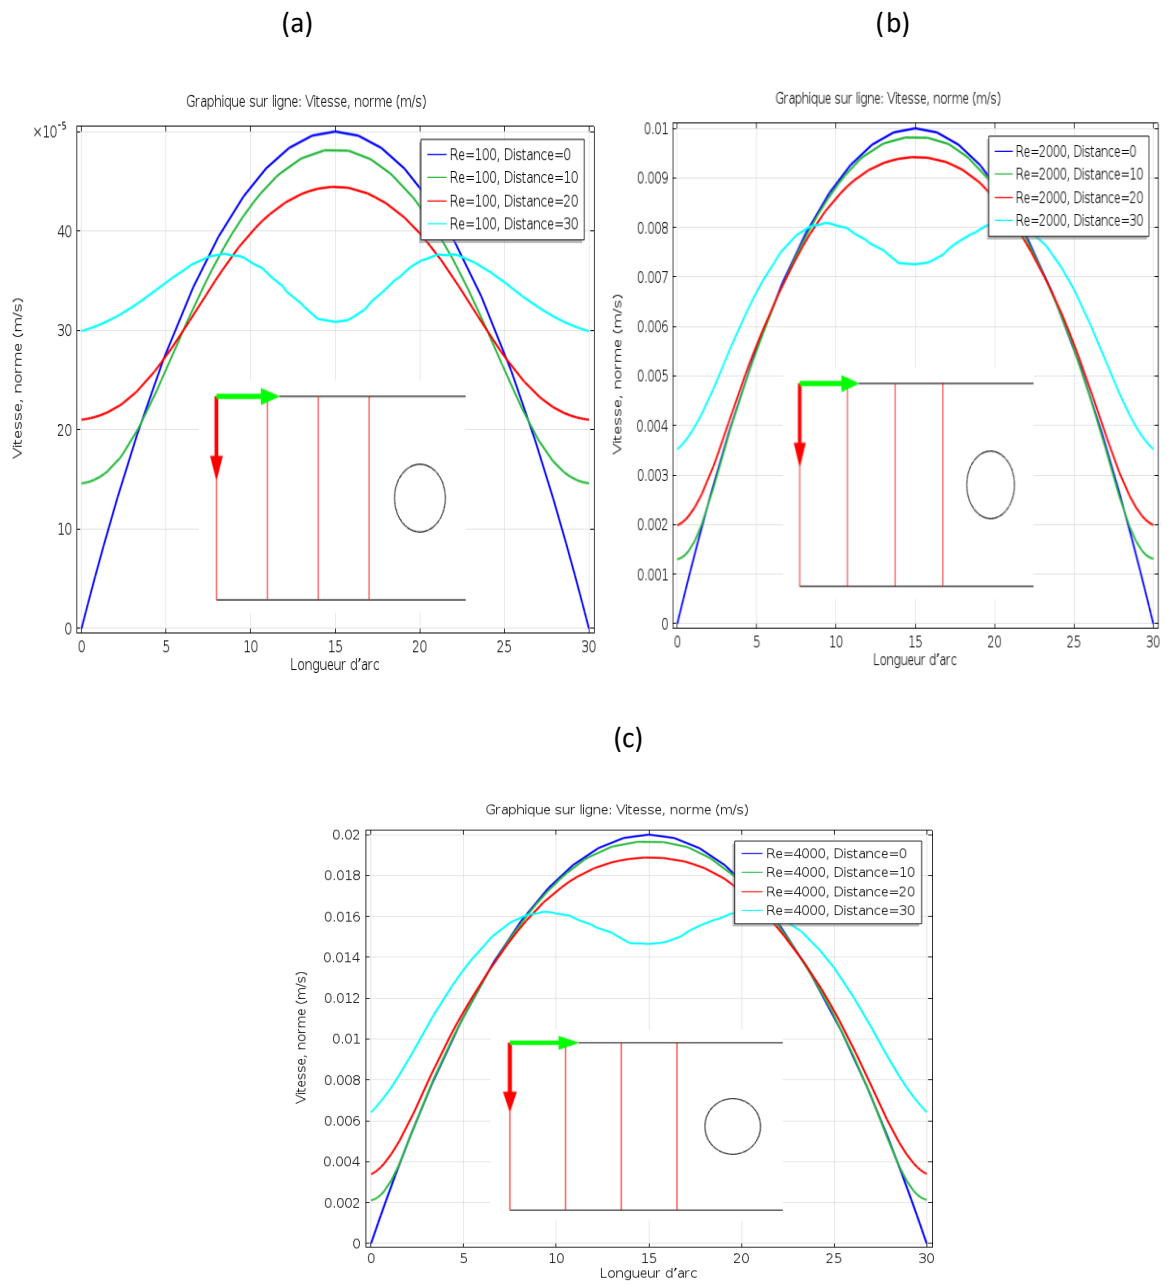 (a)
Graphique sur ligne: Vitesse, norme (m/s)
×10⁻⁵
Re=100, Distance=0
Re=100, Distance=10
Re=100, Distance=20
Re=100, Distance=30
40
30
20
10
0
Vitesse, norme (m/s)
0 5 10 15 20 25 30
Longueur d'arc
(b)
Graphique sur ligne: Vitesse, norme (m/s)
Re=2000, Distance=0
Re=2000, Distance=10
Re=2000, Distance=20
Re=2000, Distance=30
0.01
0.009
0.008
0.007
0.006
0.005
0.004
0.003
0.002
0.001
0
Vitesse, norme (m/s)
0 5 10 15 20 25 30
Longueur d'arc
(c)
Graphique sur ligne: Vitesse, norme (m/s)
Re=4000, Distance=0
Re=4000, Distance=10
Re=4000, Distance=20
Re=4000, Distance=30
0.02
0.018
0.016
0.014
0.012
0.01
0.008
0.006
0.004
0.002
0
Vitesse, norme (m/s)
0 5 10 15 20 25 30
Longueur d'arc